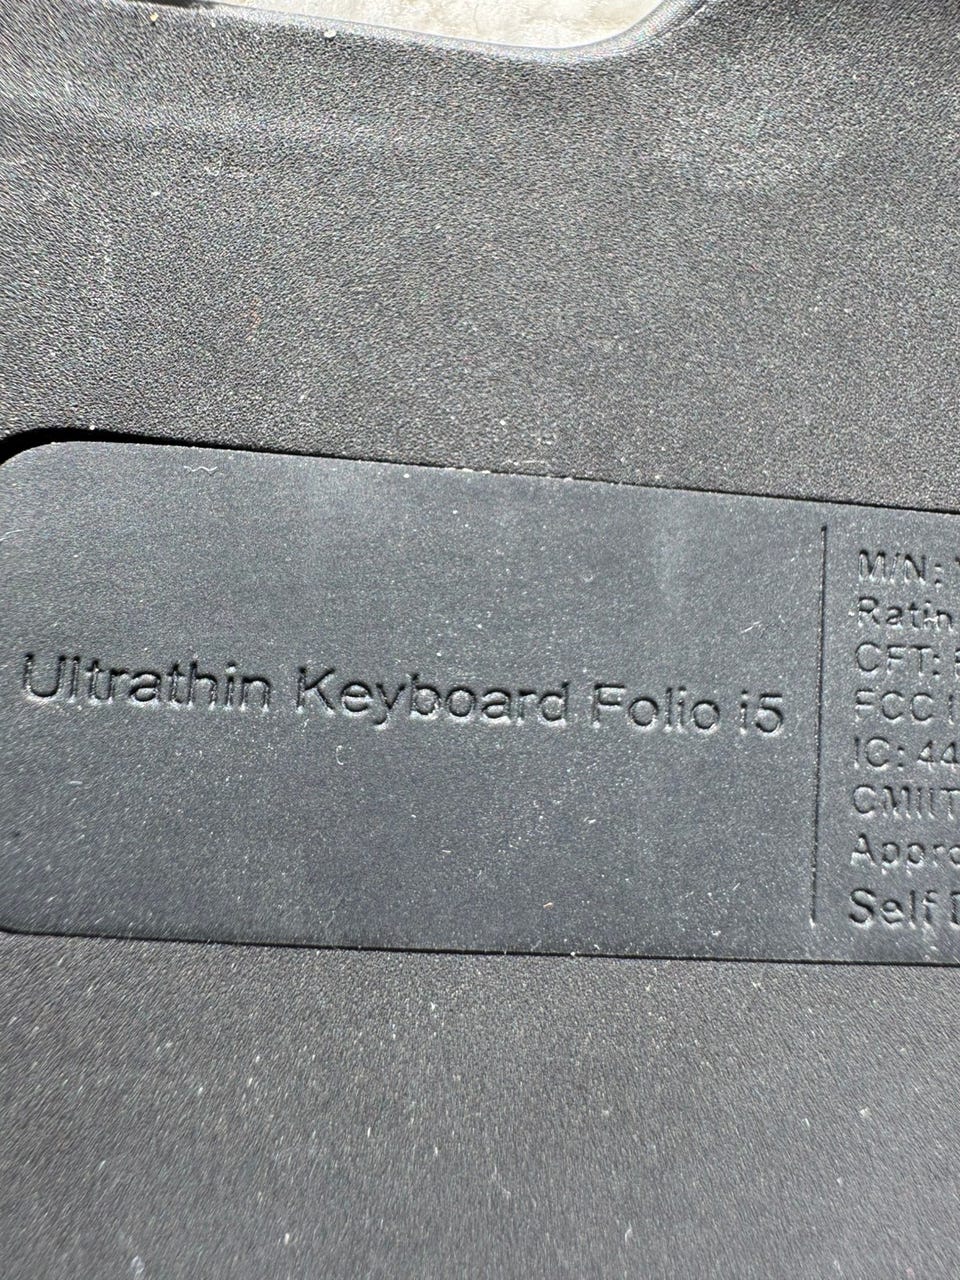 Ultrathin Keyboard Folio i5
M/N:
Ratin
CFT:
FCC I
IC: 44
CMIIT
Appro
Self D